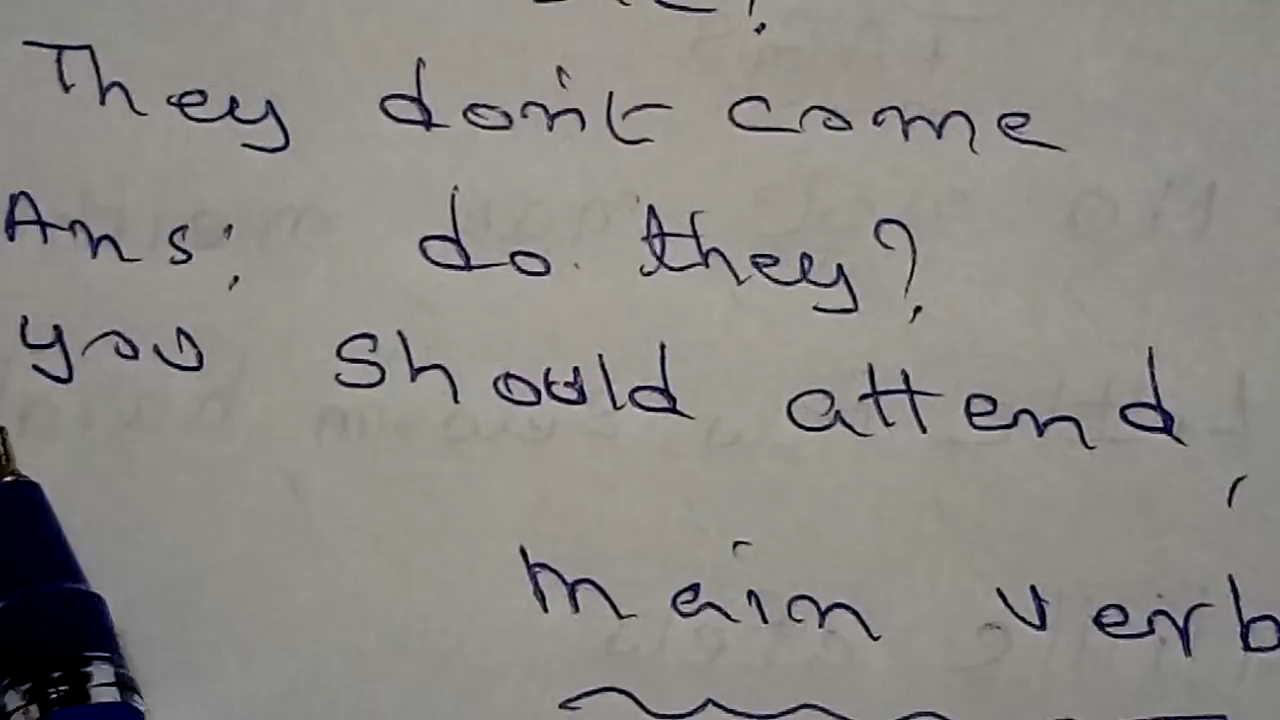 They don't come
Ans: do they?
you should attend,
main verb